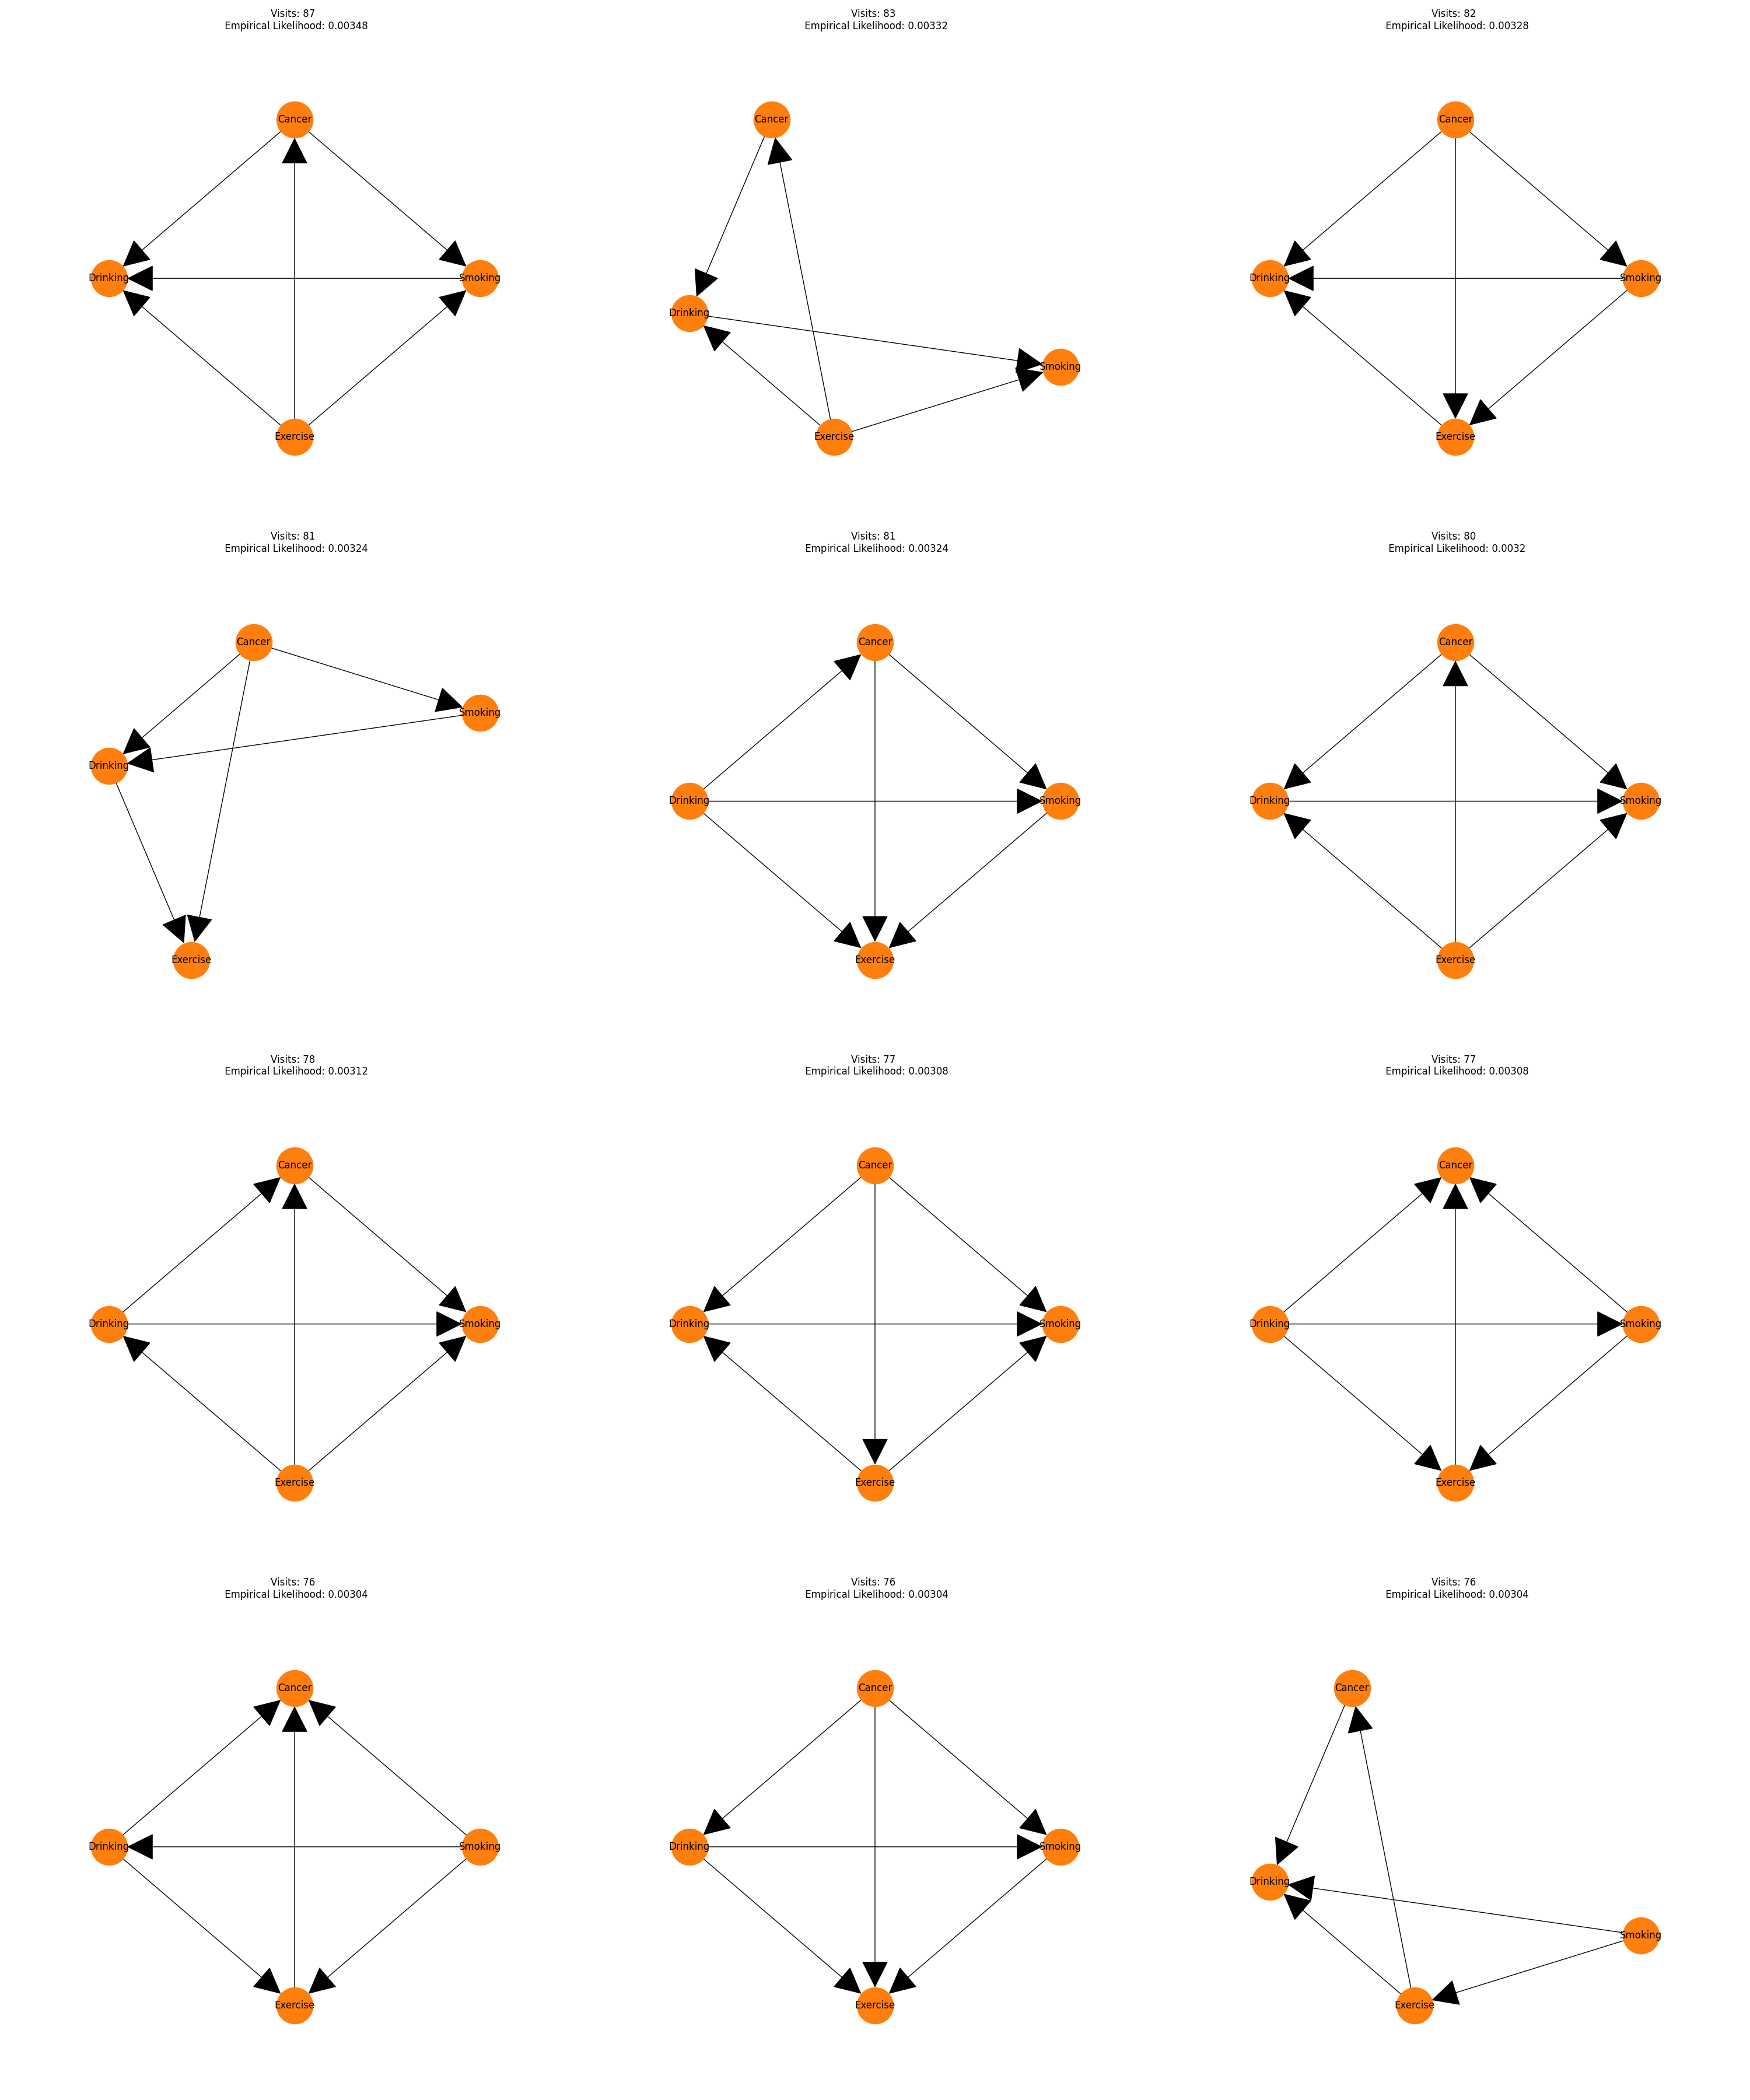 Visits: 87
Empirical Likelihood: 0.00348
Cancer
Drinking
Smoking
Exercise
Visits: 83
Empirical Likelihood: 0.00332
Cancer
Drinking
Smoking
Exercise
Visits: 82
Empirical Likelihood: 0.00328
Cancer
Drinking
Smoking
Exercise
Visits: 81
Empirical Likelihood: 0.00324
Cancer
Smoking
Drinking
Exercise
Visits: 81
Empirical Likelihood: 0.00324
Cancer
Drinking
Smoking
Exercise
Visits: 80
Empirical Likelihood: 0.0032
Cancer
Drinking
Smoking
Exercise
Visits: 78
Empirical Likelihood: 0.00312
Cancer
Drinking
Smoking
Exercise
Visits: 77
Empirical Likelihood: 0.00308
Cancer
Drinking
Smoking
Exercise
Visits: 77
Empirical Likelihood: 0.00308
Cancer
Drinking
Smoking
Exercise
Visits: 76
Empirical Likelihood: 0.00304
Cancer
Drinking
Smoking
Exercise
Visits: 76
Empirical Likelihood: 0.00304
Cancer
Drinking
Smoking
Exercise
Visits: 76
Empirical Likelihood: 0.00304
Cancer
Drinking
Smoking
Exercise